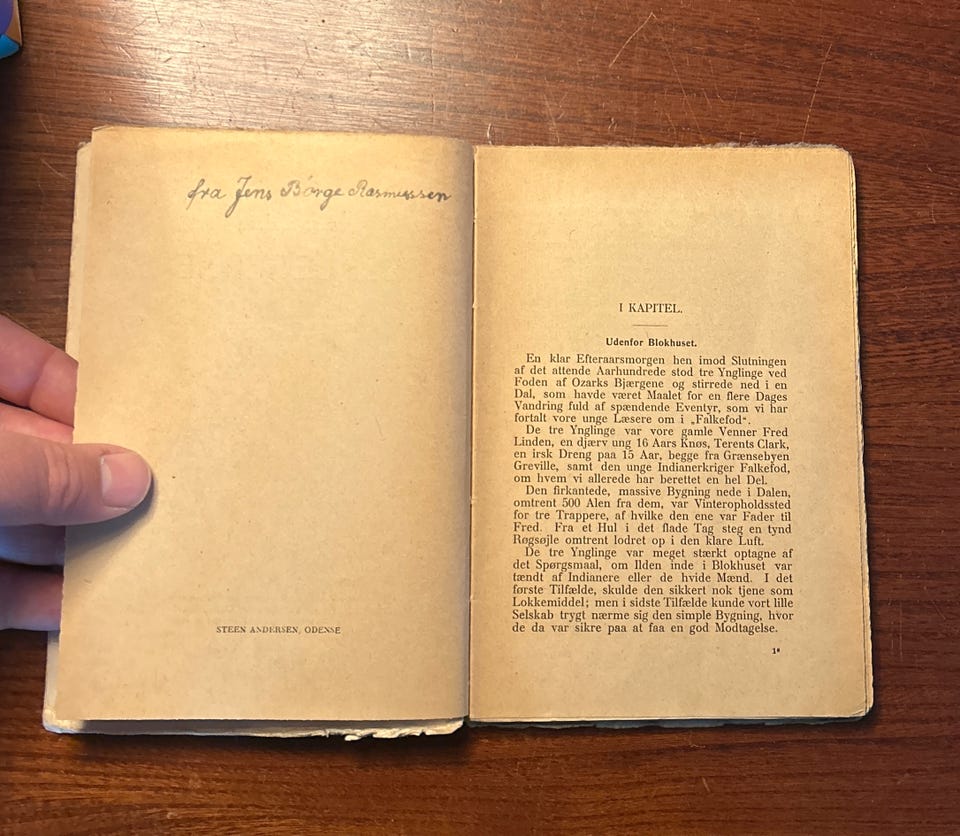 fra Jens Börge Rasmussen
STEEN ANDERSEN, ODENSE
I KAPITEL.
Udenfor Blokhuset.
En klar Efteraarsmorgen hen imod Slutningen
af det attende Aarhundrede stod tre Ynglinge ved
Foden af Ozarks Bjærgene og stirrede ned i en
Dal, som havde været Maalet for en flere Dages
Vandring fuld af spændende Eventyr, som vi har
fortalt vore unge Læsere om i „Falkefod“.
De tre Ynglinge var vore gamle Venner Fred
Linden, en djærv ung 16 Aars Knøs, Terents Clark,
en irsk Dreng paa 15 Aar, begge fra Grænsebyen
Greville, samt den unge Indianerkriger Falkefod,
om hvem vi allerede har berettet en hel Del.
Den firkantede, massive Bygning nede i Dalen,
omtrent 500 Alen fra dem, var Vinteropholdssted
for tre Trappere, af hvilke den ene var Fader til
Fred. Fra et Hul i det flade Tag steg en tynd
Røgsøjle omtrent lodret op i den klare Luft.
De tre Ynglinge var meget stærkt optagne af
det Spørgsmaal, om Ilden inde i Blokhuset var
tændt af Indianere eller de hvide Mænd. I det
første Tilfælde, skulde den sikkert nok tjene som
Lokkemiddel; men i sidste Tilfælde kunde vort lille
Selskab trygt nærme sig den simple Bygning, hvor
de da var sikre paa at faa en god Modtagelse.
1*